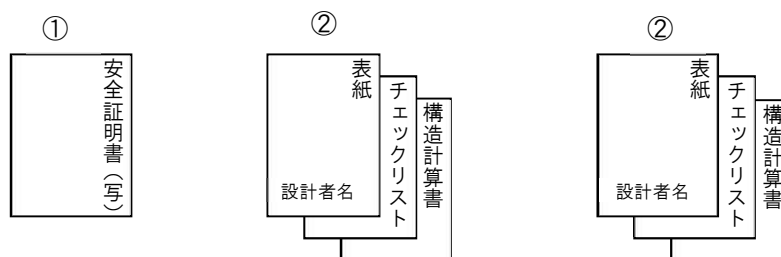 ①
安全証明書（写）
②
表紙
設計者名
チェックリスト
構造計算書
②
表紙
設計者名
チェックリスト
構造計算書